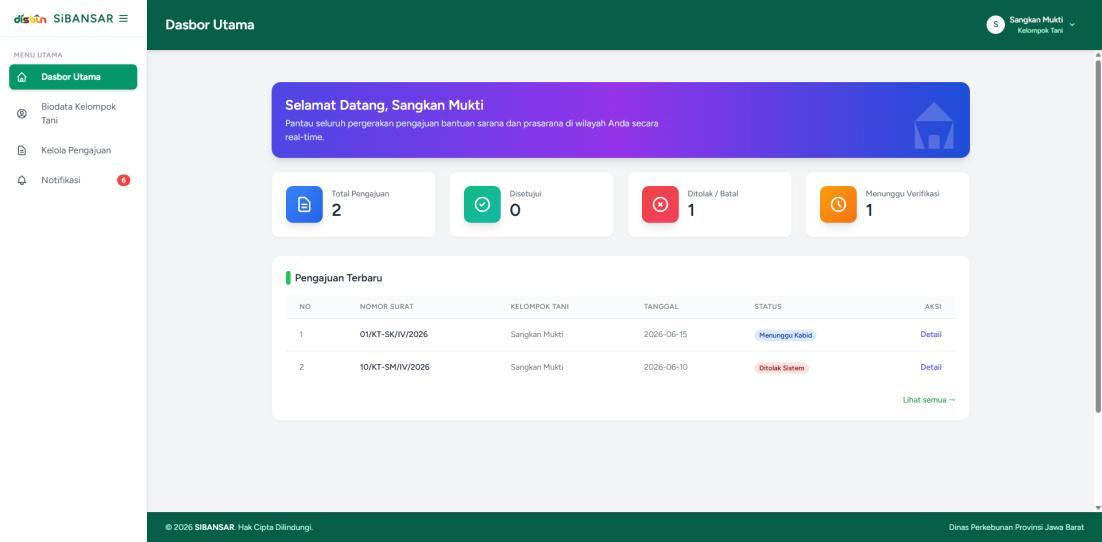 disbun SiBANSAR
MENU UTAMA
Dasbor Utama
Biodata Kelompok
Tani
Kelola Pengajuan
Notifikasi 6
Dasbor Utama
S Sangkan Mukti
Kelompok Tani
Selamat Datang, Sangkan Mukti
Pantau seluruh pergerakan pengajuan bantuan sarana dan prasarana di wilayah Anda secara
real-time.
Total Pengajuan
2
Disetujui
0
Ditolak / Batal
1
Menunggu Verifikasi
1
Pengajuan Terbaru
NO NOMOR SURAT KELOMPOK TANI TANGGAL STATUS AKSI
1 01/KT-SK/IV/2026 Sangkan Mukti 2026-06-15 Menunggu Kabid Detail
2 10/KT-SM/IV/2026 Sangkan Mukti 2026-06-10 Ditolak Sistem Detail
Lihat semua →
© 2026 SIBANSAR. Hak Cipta Dilindungi.
Dinas Perkebunan Provinsi Jawa Barat